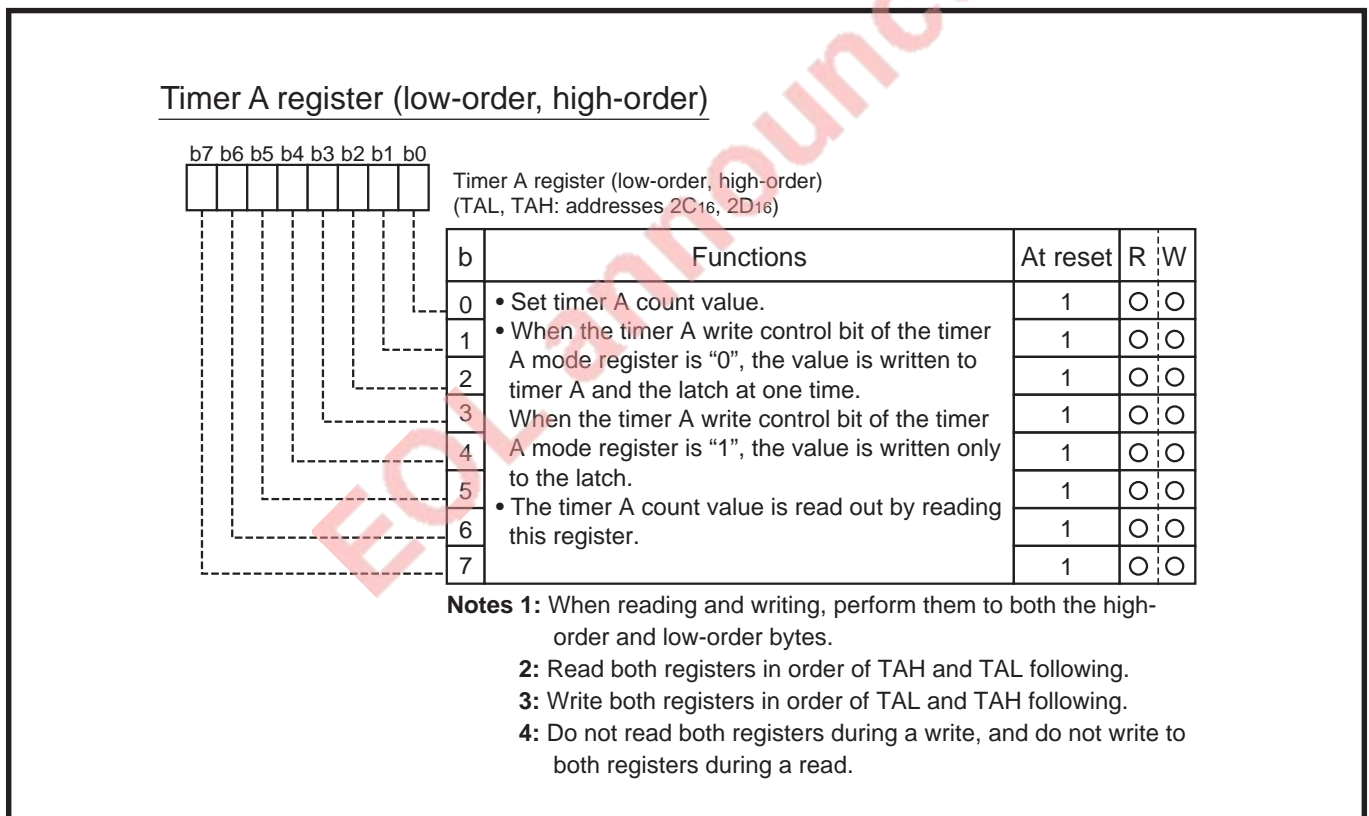 Timer A register (low-order, high-order)
b7 b6 b5 b4 b3 b2 b1 b0
Timer A register (low-order, high-order)
(TAL, TAH: addresses 2C16, 2D16)
b Functions At reset R W
0 • Set timer A count value. 1 ○ ○
1 • When the timer A write control bit of the timer 1 ○ ○
A mode register is “0”, the value is written to
2 timer A and the latch at one time. 1 ○ ○
3 When the timer A write control bit of the timer 1 ○ ○
4 A mode register is “1”, the value is written only 1 ○ ○
to the latch.
5 • The timer A count value is read out by reading 1 ○ ○
6 this register. 1 ○ ○
7 1 ○ ○
Notes 1: When reading and writing, perform them to both the high-
order and low-order bytes.
2: Read both registers in order of TAH and TAL following.
3: Write both registers in order of TAL and TAH following.
4: Do not read both registers during a write, and do not write to
both registers during a read.
EOL announc